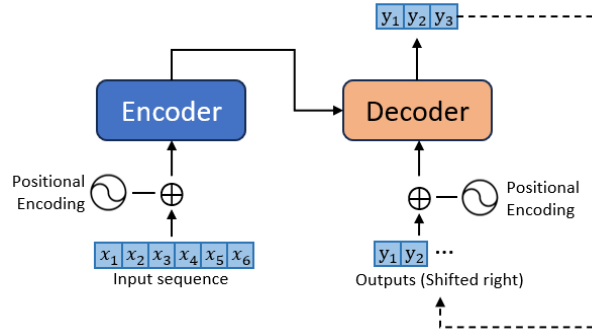 y₁ y₂ y₃
Encoder
Decoder
Positional
Encoding
Positional
Encoding
x₁ x₂ x₃ x₄ x₅ x₆
y₁ y₂ ...
Input sequence
Outputs (Shifted right)